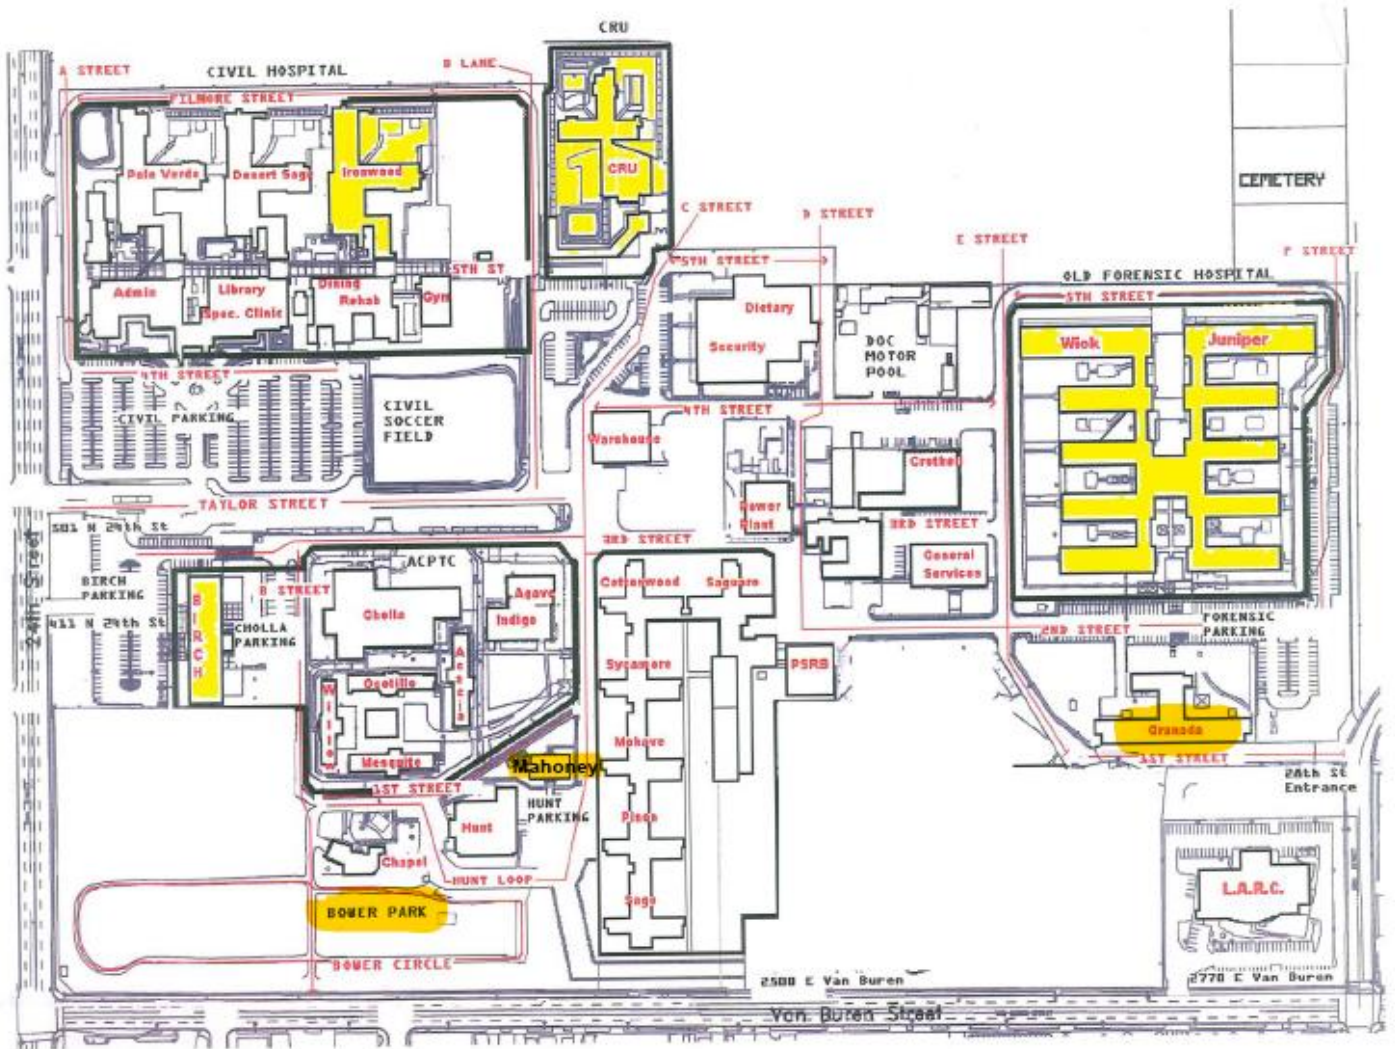 CRU
A STREET
CIVIL HOSPITAL
B LANE
FILMORE STREET
Palo Verde
Desert Sage
Ironwood
CRU
CEMETERY
C STREET
D STREET
E STREET
F STREET
5TH ST
5TH STREET
OLD FORENSIC HOSPITAL
5TH STREET
Admin
Library
Spec. Clinic
Dining
Rehab
Gym
Dietary
Security
DOC
MOTOR
POOL
Wick
Juniper
4TH STREET
CIVIL PARKING
CIVIL
SOCCER
FIELD
4TH STREET
Warehouse
Power
Plant
3RD STREET
General
Services
TAYLOR STREET
501 N 24th St
24th. Street
3RD STREET
ACPTC
BIRCH
PARKING
B STREET
411 N 24th St
BIRCH
CHOLLA
PARKING
Cholla
Agave
Indigo
Cottonwood
Saguaro
2ND STREET
FORENSIC
PARKING
Ocotillo
Acacia
Willow
Mesquite
Sycamore
PSRB
Mohave
Granada
1ST STREET
28th St
Entrance
Mahoney
1ST STREET
HUNT
PARKING
Hunt
Pinon
Chapel
HUNT LOOP
Sago
L.A.R.C.
BOWER PARK
BOWER CIRCLE
2500 E Van Buren
2770 E Van Buren
Van Buren Street